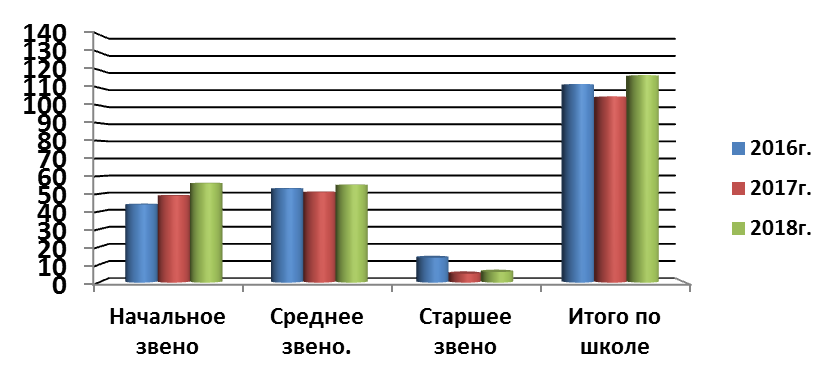 140
130
120
110
100
90
80
70
60
50
40
30
20
10
0
Начальное
звено
Среднее
звено.
Старшее
звено
Итого по
школе
2016г.
2017г.
2018г.